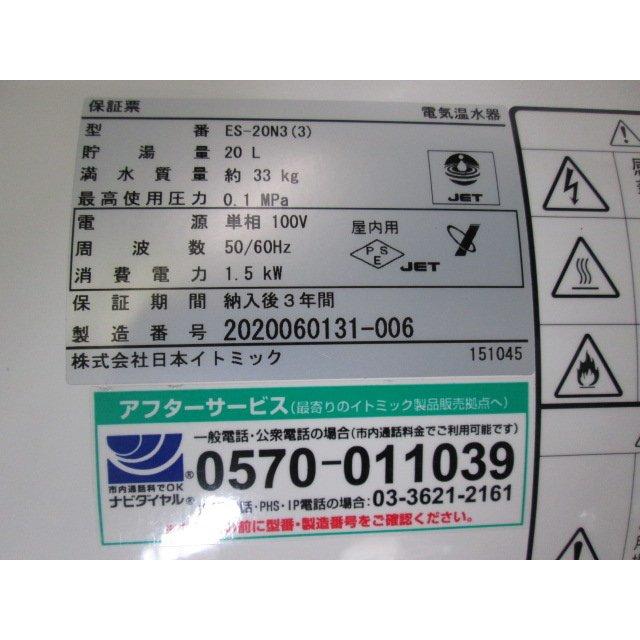 保証票 電気温水器
型番 ES-20N3(3)
貯湯量 20 L
満水質量 約 33 kg
最高使用圧力 0.1 MPa
JET
電源 単相 100V 屋内用
周波数 50/60Hz
PSE JET
消費電力 1.5 kW
保証期間 納入後3年間
製造番号 2020060131-006
株式会社日本イトミック 151045
アフターサービス(最寄りのイトミック製品販売拠点へ)
一般電話・公衆電話の場合(市内通話料金でご利用可能です)
市内通話料でOK
ナビダイヤル® ®0570-011039
電話・PHS・IP電話の場合:03-3621-2161
前に型番・製造番号をご確認ください。